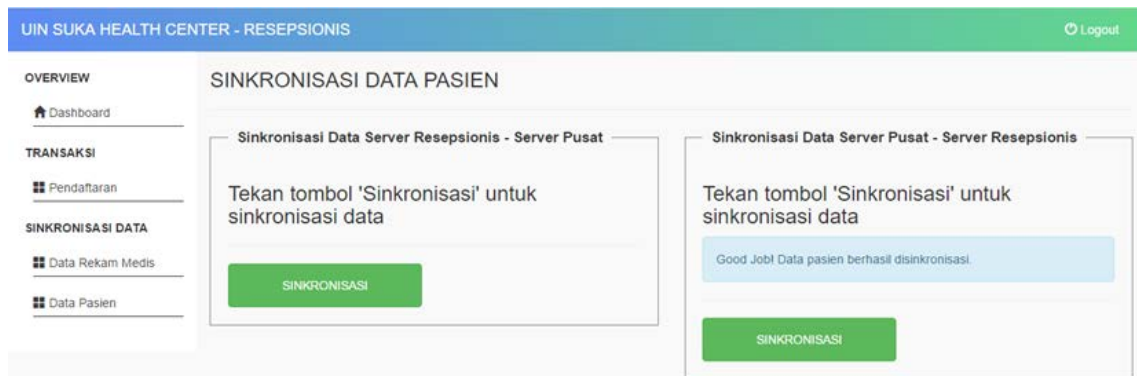 UIN SUKA HEALTH CENTER - RESEPSIONIS
Logout
OVERVIEW
Dashboard
TRANSAKSI
Pendaftaran
SINKRONISASI DATA
Data Rekam Medis
Data Pasien
SINKRONISASI DATA PASIEN
Sinkronisasi Data Server Resepsionis - Server Pusat
Tekan tombol 'Sinkronisasi' untuk
sinkronisasi data
SINKRONISASI
Sinkronisasi Data Server Pusat - Server Resepsionis
Tekan tombol 'Sinkronisasi' untuk
sinkronisasi data
Good Job! Data pasien berhasil disinkronisasi.
SINKRONISASI